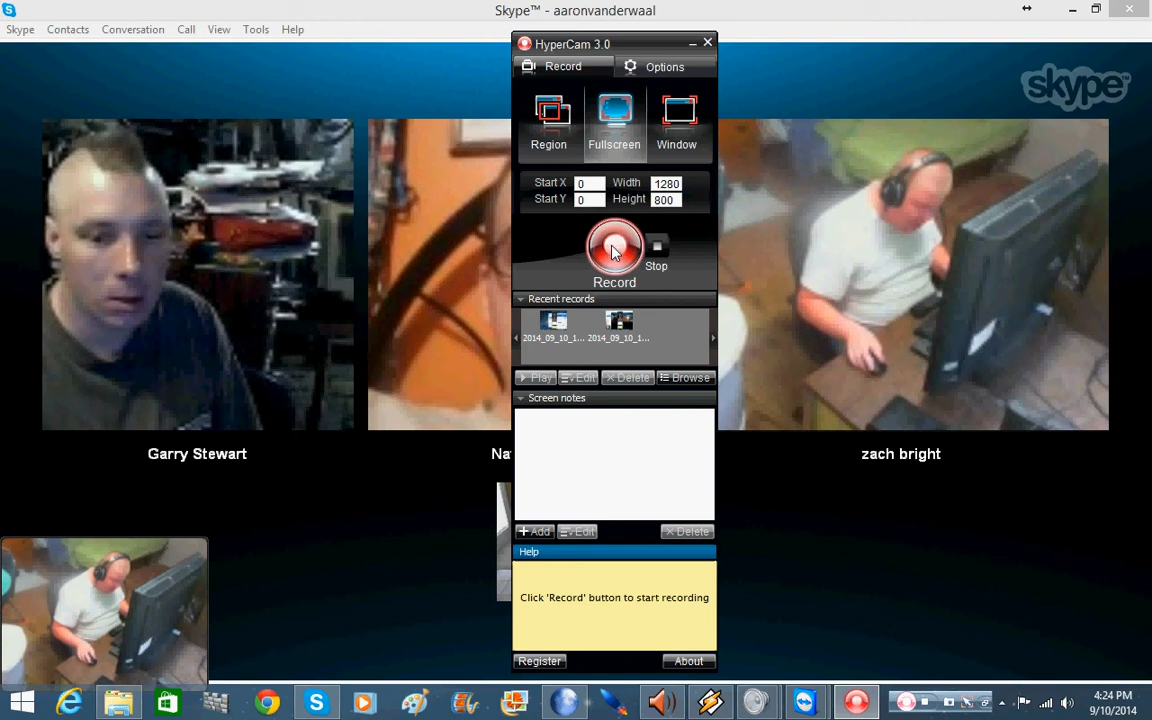 Skype™ - aaronvanderwaal
Skype Contacts Conversation Call View Tools Help
skype™
HyperCam 3.0
Record Options
Region Fullscreen Window
Start X 0 Width 1280
Start Y 0 Height 800
Stop
Record
Recent records
2014_09_10_1... 2014_09_10_1...
Play Edit Delete Browse
Screen notes
Garry Stewart
Na
zach bright
Add Edit Delete
Help
Click 'Record' button to start recording
Register About
4:24 PM
9/10/2014